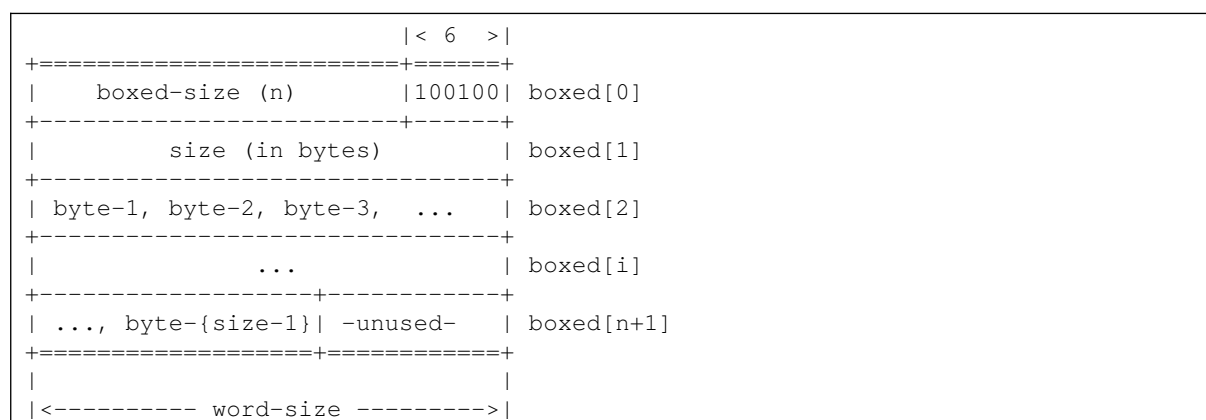 |< 6  >|
+=========================+======+
|    boxed-size (n)       |100100| boxed[0]
+-------------------------+------+
|         size (in bytes)        | boxed[1]
+--------------------------------+
| byte-1, byte-2, byte-3,  ...   | boxed[2]
+--------------------------------+
|               ...              | boxed[i]
+-------------------+------------+
| ..., byte-{size-1}| -unused-   | boxed[n+1]
+===================+============+
|                                |
|<---------- word-size --------->|